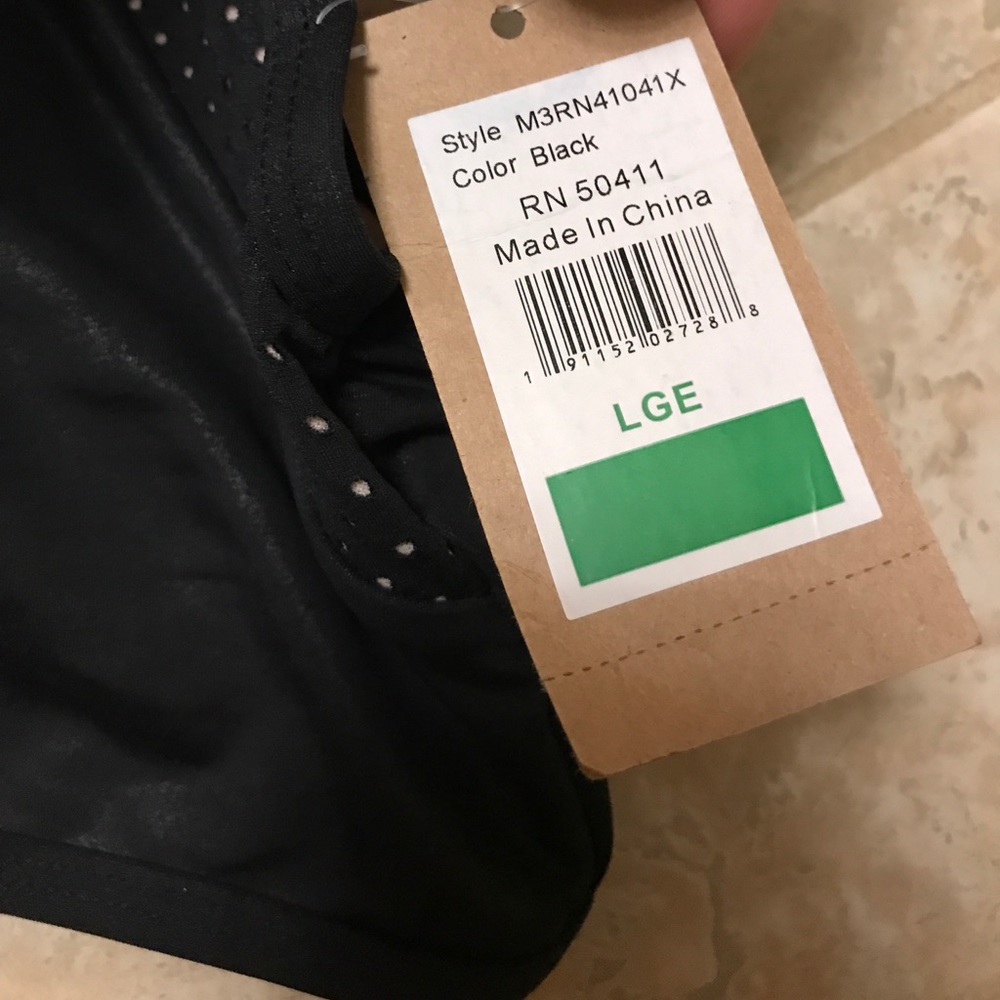 Style M3RN41041X
Color Black
RN 50411
Made In China
1 91152 02728 8
LGE